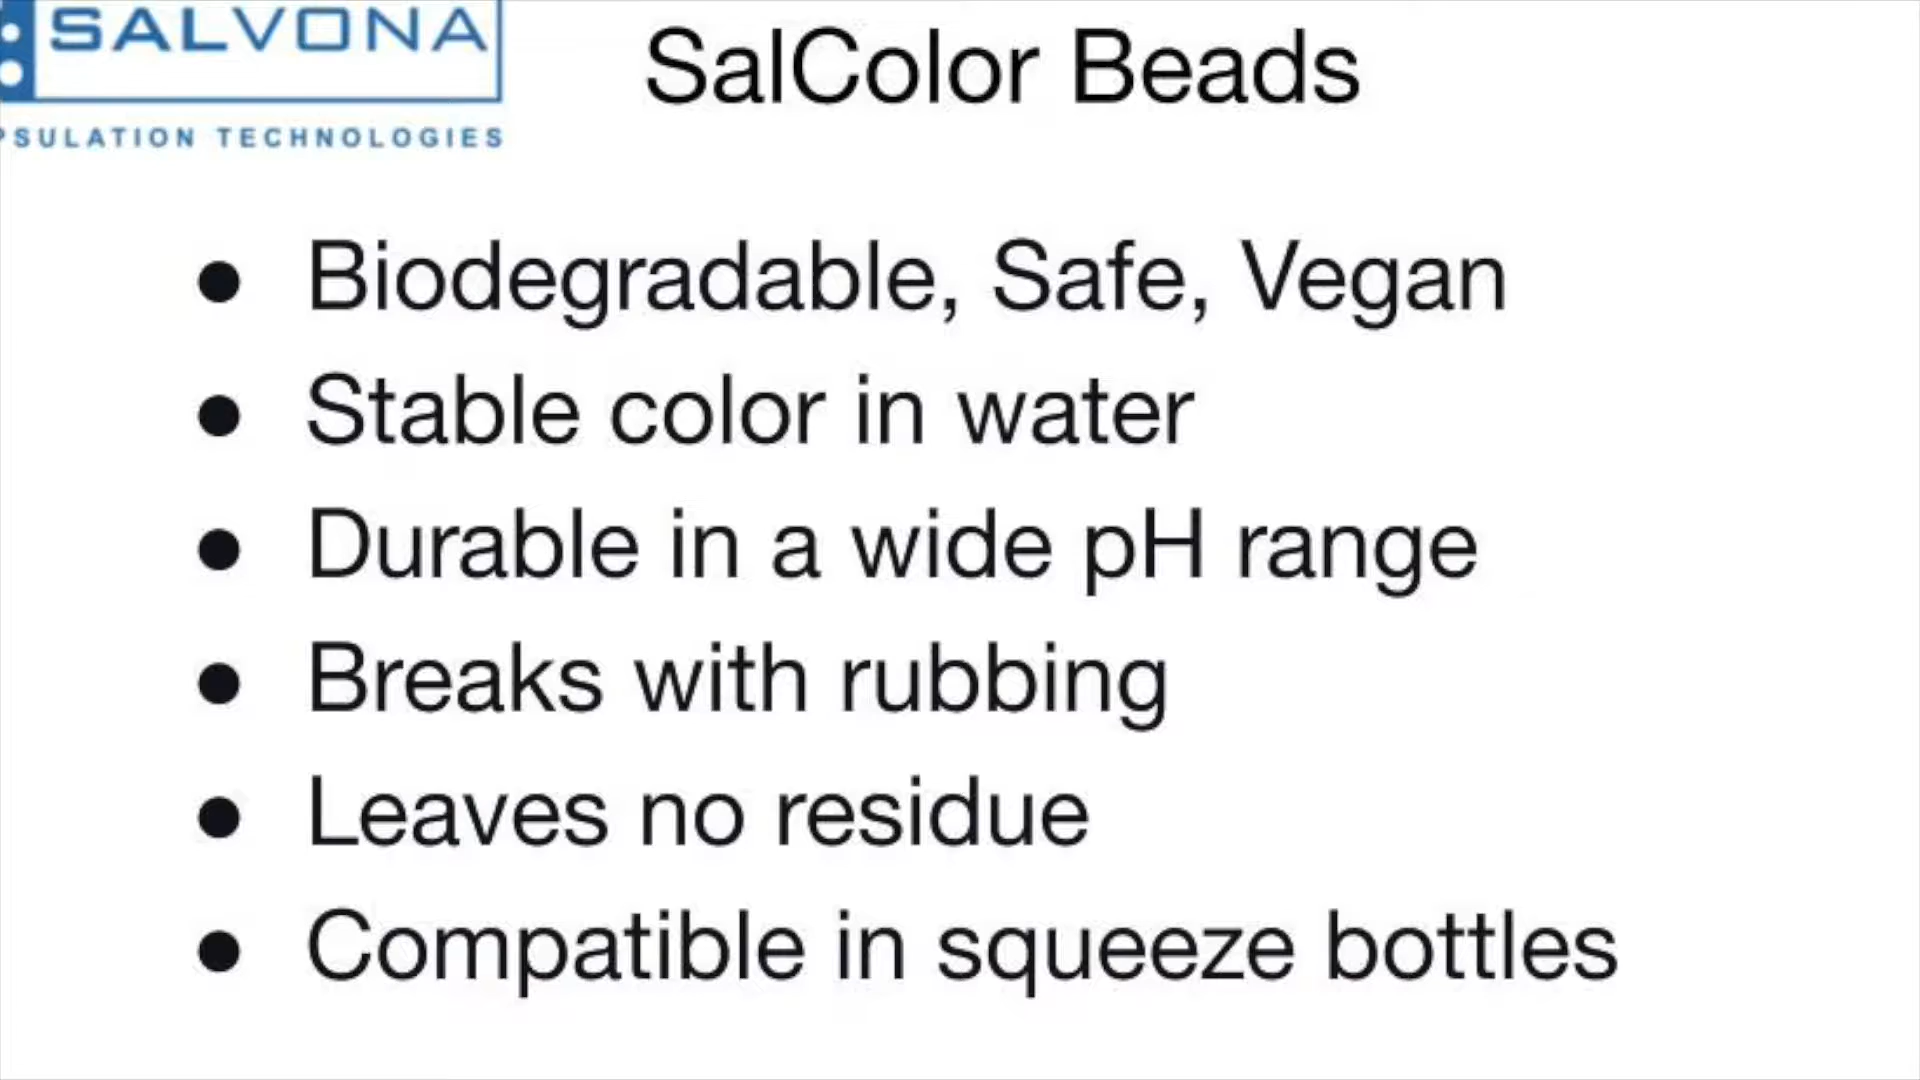 SALVONA
SalColor Beads
PSULATION TECHNOLOGIES
● Biodegradable, Safe, Vegan
● Stable color in water
● Durable in a wide pH range
● Breaks with rubbing
● Leaves no residue
● Compatible in squeeze bottles